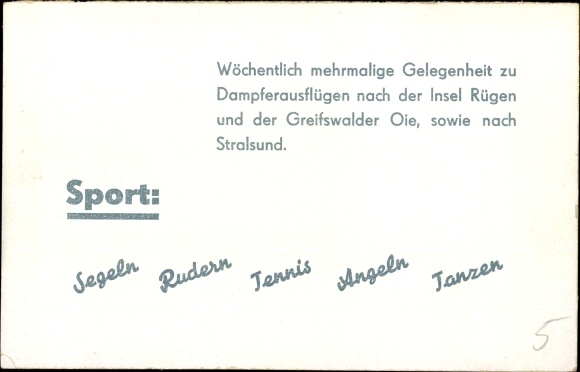 Wöchentlich mehrmalige Gelegenheit zu
Dampferausflügen nach der Insel Rügen
und der Greifswalder Oie, sowie nach
Stralsund.
Sport:
Segeln Rudern Tennis Angeln Tanzen
5